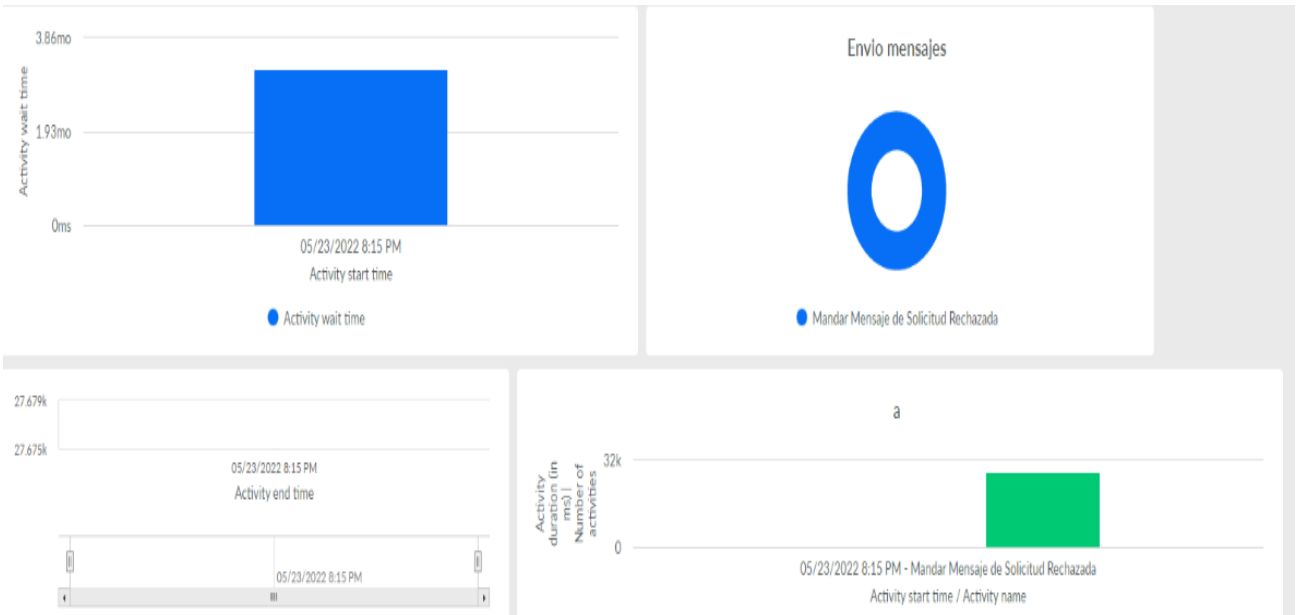 3.86mo
1.93mo
0ms
Activity wait time
05/23/2022 8:15 PM
Activity start time
Activity wait time
Envio mensajes
Mandar Mensaje de Solicitud Rechazada
27.679k
27.675k
05/23/2022 8:15 PM
Activity end time
05/23/2022 8:15 PM
a
Activity
duration (in
ms) |
Number of
activities
32k
0
05/23/2022 8:15 PM - Mandar Mensaje de Solicitud Rechazada
Activity start time / Activity name